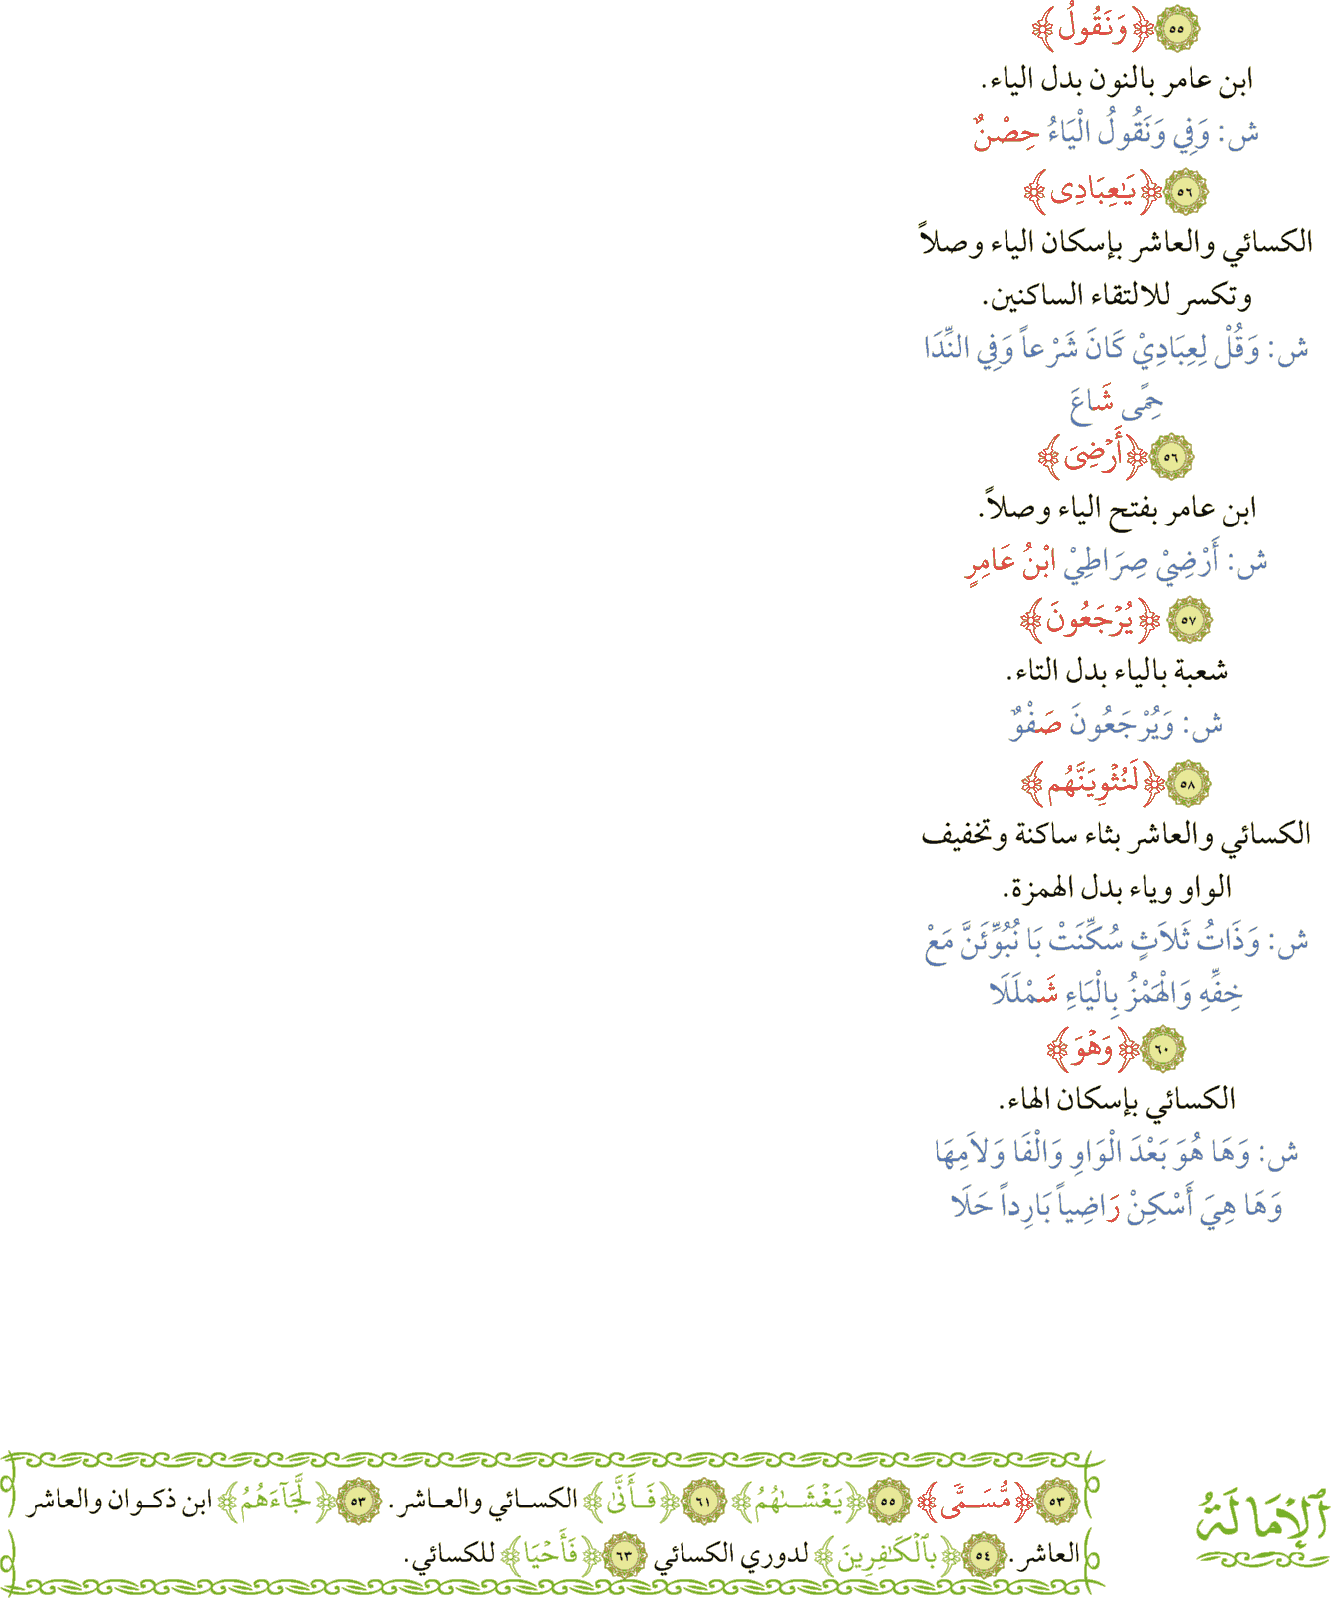 ٥٥ ﴿وَنَقُولُ﴾
ابن عامر بالنون بدل الياء.
ش: وَفِي وَنَقُولُ الْيَاءُ حِصْنٌ
٥٦ ﴿يَٰعِبَادِى﴾
الكسائي والعاشر بإسكان الياء وصلاً
وتكسر للالتقاء الساكنين.
ش: وَقُلْ لِعِبَادِيْ كَانَ شَرْعاً وَفِي النِّدَا
حِمًى شَاعَ
٥٦ ﴿أَرْضِىَ﴾
ابن عامر بفتح الياء وصلاً.
ش: أَرْضِيْ صِرَاطِيْ ابْنُ عَامِرٍ
٥٧ ﴿يُرْجَعُونَ﴾
شعبة بالياء بدل التاء.
ش: وَيُرْجَعُونَ صَفْوٌ
٥٨ ﴿لَنُثْوِيَنَّهُم﴾
الكسائي والعاشر بثاء ساكنة وتخفيف
الواو وياء بدل الهمزة.
ش: وَذَاتُ ثَلاَثٍ سُكِّنَتْ بَا نُبُوِّئَنَّ مَعْ
خِفِّهِ وَالْهَمْزُ بِالْيَاءِ شَمْلَلَا
٦٠ ﴿وَهْوَ﴾
الكسائي بإسكان الهاء.
ش: وَهَا هُوَ بَعْدَ الْوَاوِ وَالْفَا وَلاَمِهَا
وَهَا هِيَ أَسْكِنْ رَاضِياً بَارِداً حَلَا
ٱلْإِمَالَةُ
٥٣ ﴿مُّسَمًّى﴾ ٥٥ ﴿يَغْشَىٰهُمُ﴾ ٦١ ﴿فَأَنَّىٰ﴾ الكسائي والعاشر. ٥٣ ﴿لَّجَآءَهُمُ﴾ ابن ذكوان والعاشر
العاشر. ٥٤ ﴿بِٱلْكَٰفِرِينَ﴾ لدوري الكسائي ٦٣ ﴿فَأَحْيَا﴾ للكسائي.